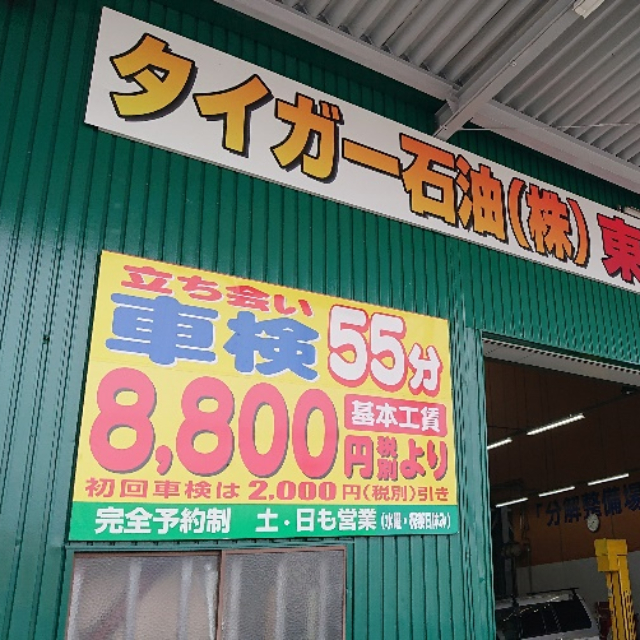 タイガー石油(株) 東
立ち会い
車検 55分
8,800 基本工賃
円 税別 より
初回車検は 2,000円(税別)引き
完全予約制 土・日も営業
分解整備場